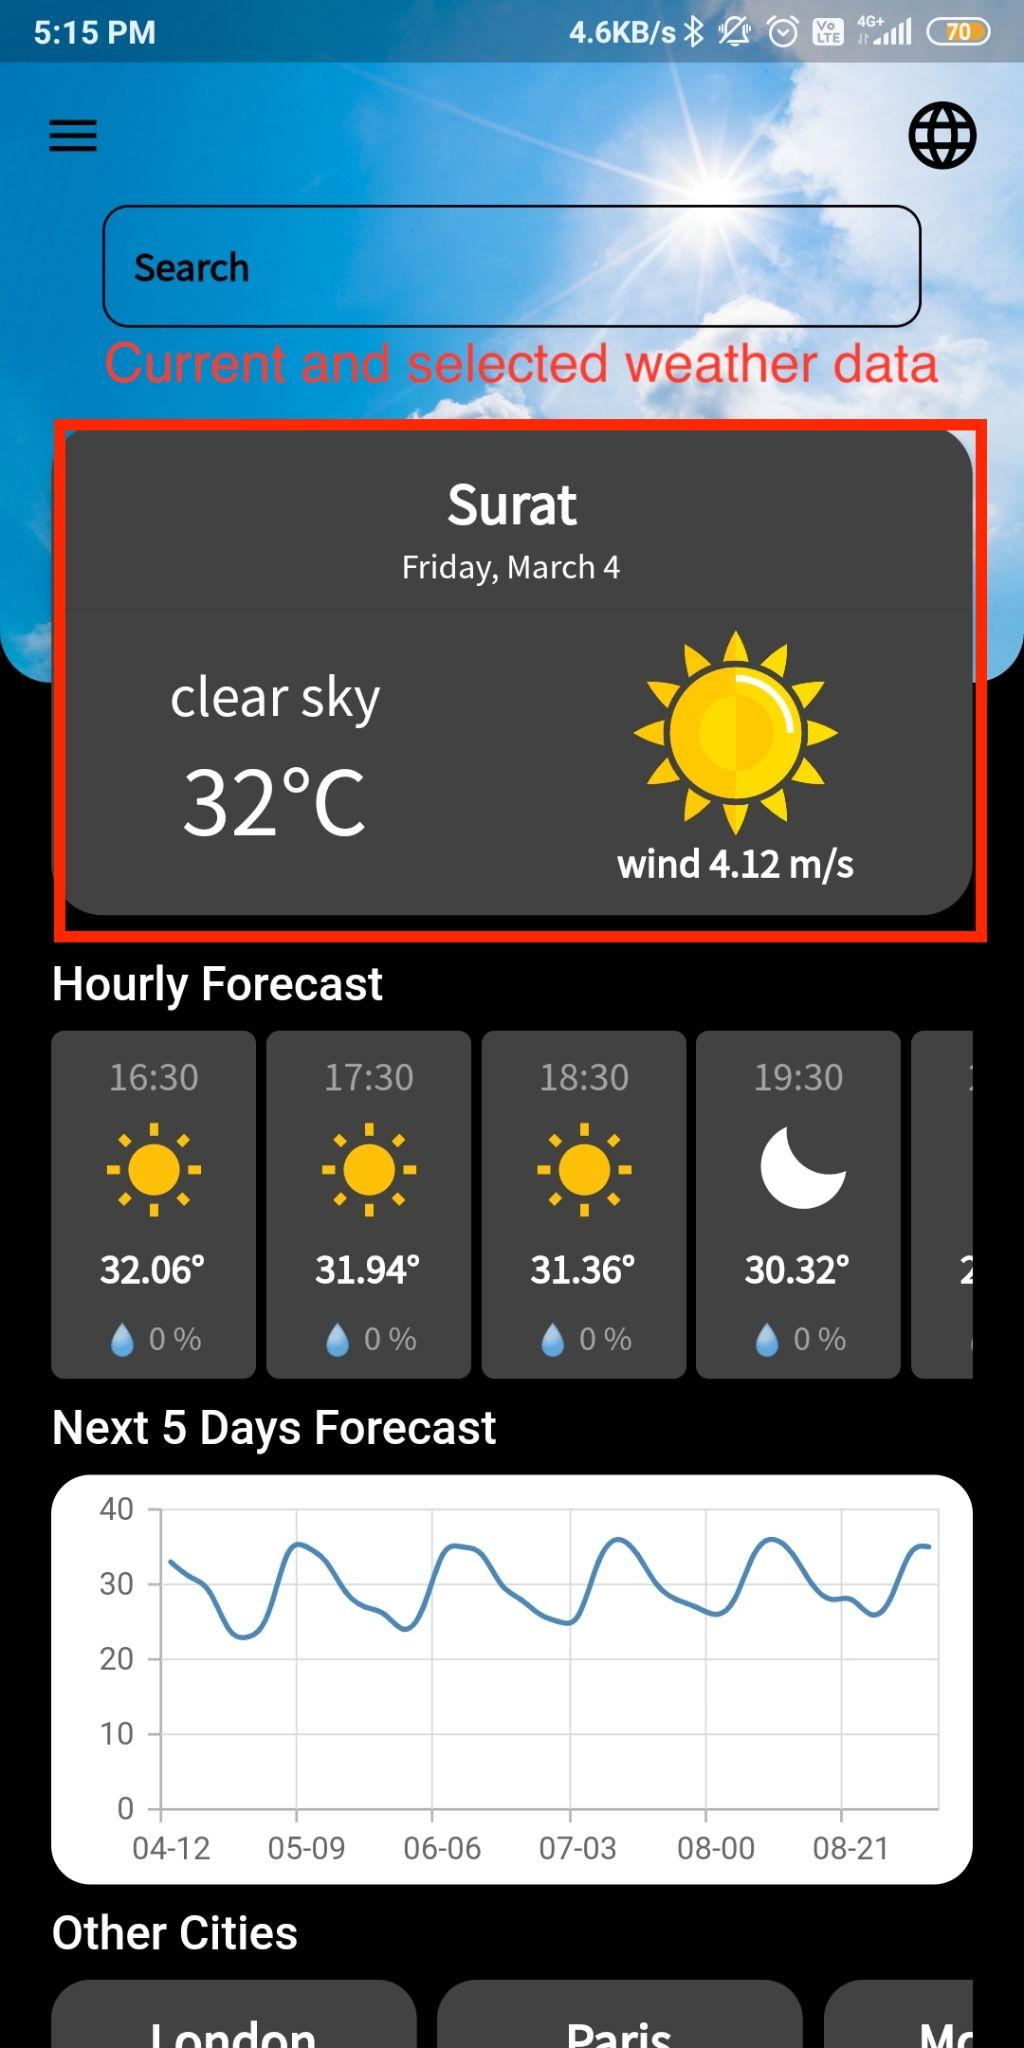 5:15 PM 4.6KB/s Vo LTE 4G+ 70
Search
Current and selected weather data
Surat
Friday, March 4
clear sky
32°C
wind 4.12 m/s
Hourly Forecast
16:30 17:30 18:30 19:30
32.06° 31.94° 31.36° 30.32°
0 % 0 % 0 % 0 %
Next 5 Days Forecast
40
30
20
10
0
04-12 05-09 06-06 07-03 08-00 08-21
Other Cities
London Paris